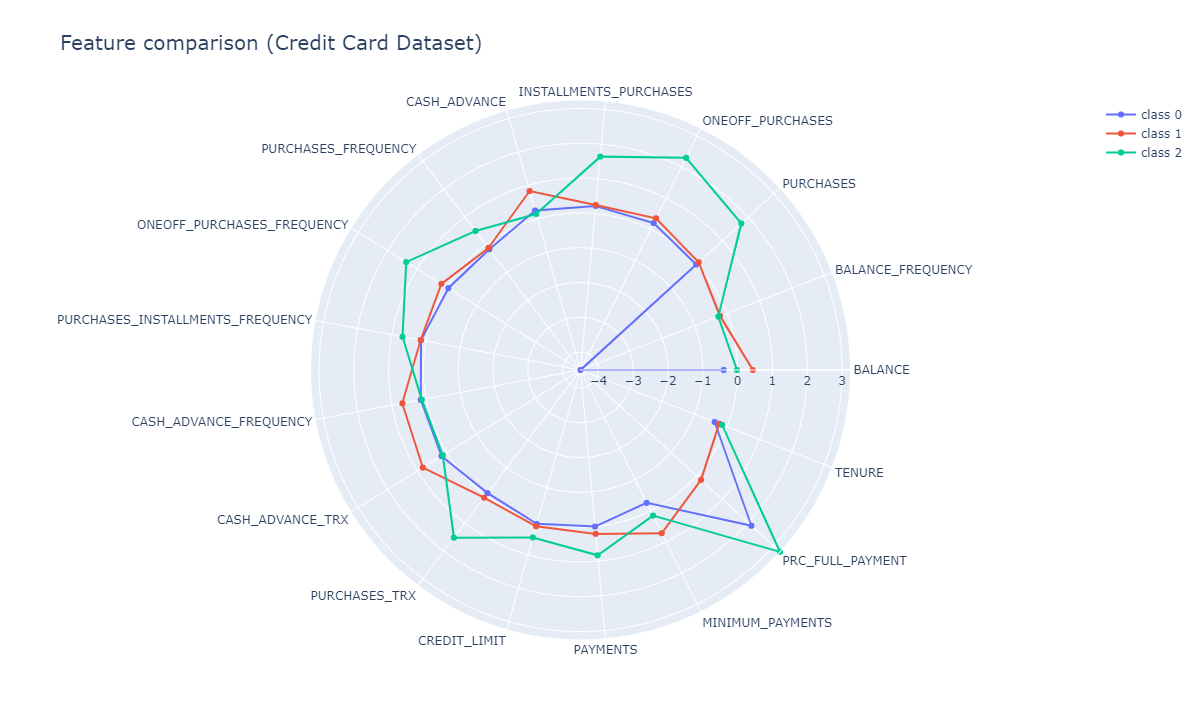 Feature comparison (Credit Card Dataset)
INSTALLMENTS_PURCHASES
CASH_ADVANCE
ONEOFF_PURCHASES
class 0
class 1
class 2
PURCHASES_FREQUENCY
PURCHASES
ONEOFF_PURCHASES_FREQUENCY
BALANCE_FREQUENCY
PURCHASES_INSTALLMENTS_FREQUENCY
BALANCE
−4 −3 −2 −1 0 1 2 3
CASH_ADVANCE_FREQUENCY
TENURE
CASH_ADVANCE_TRX
PRC_FULL_PAYMENT
PURCHASES_TRX
MINIMUM_PAYMENTS
CREDIT_LIMIT
PAYMENTS